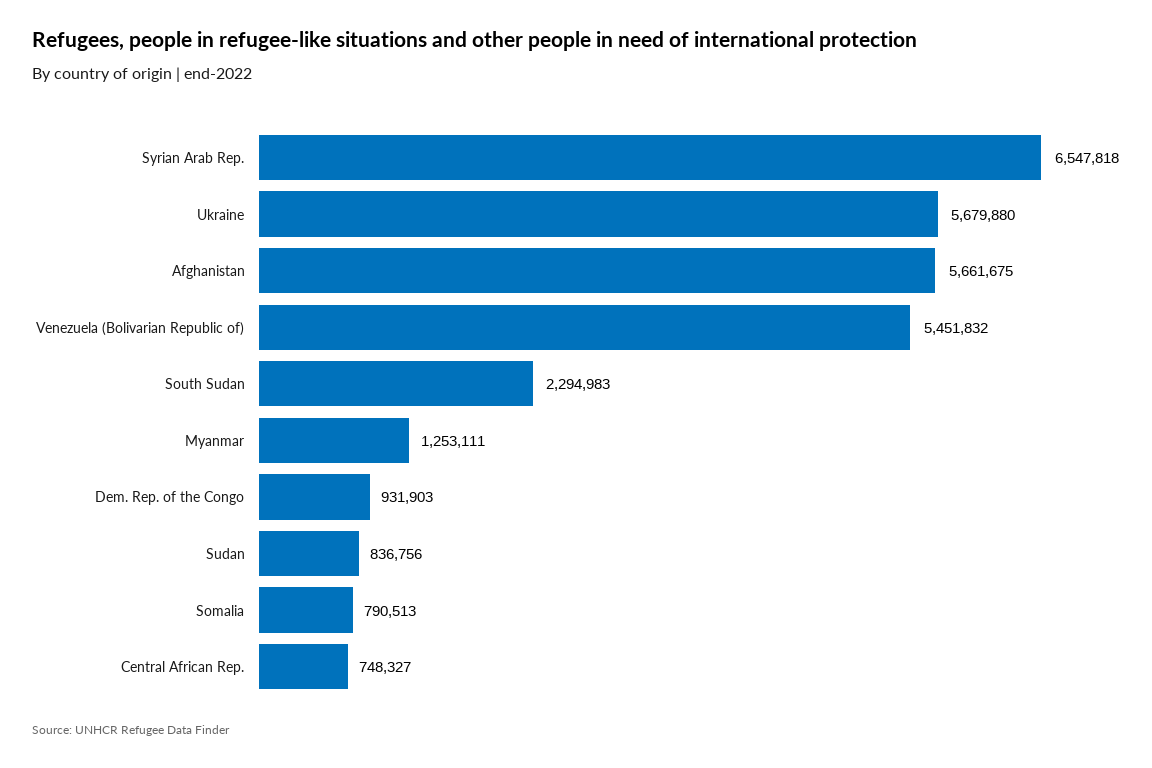 Refugees, people in refugee-like situations and other people in need of international protection
By country of origin | end-2022
Syrian Arab Rep. 6,547,818
Ukraine 5,679,880
Afghanistan 5,661,675
Venezuela (Bolivarian Republic of) 5,451,832
South Sudan 2,294,983
Myanmar 1,253,111
Dem. Rep. of the Congo 931,903
Sudan 836,756
Somalia 790,513
Central African Rep. 748,327
Source: UNHCR Refugee Data Finder